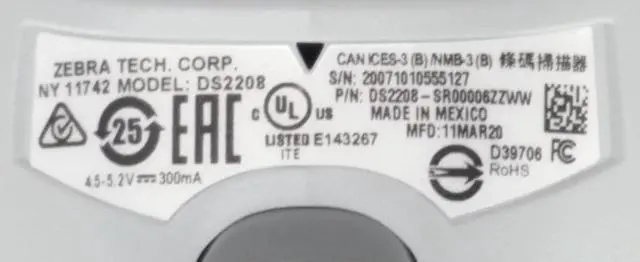 ZEBRA TECH. CORP.
NY 11742 MODEL: DS2208
25
EAC
C UL US
LISTED E143267
ITE
4.5-5.2V 300mA
CAN ICES-3 (B)/NMB-3 (B) 條碼掃描器
S/N: 20071010555127
P/N: DS2208-SR00006ZZWW
MADE IN MEXICO
MFD:11MAR20
D39706 FC
RoHS